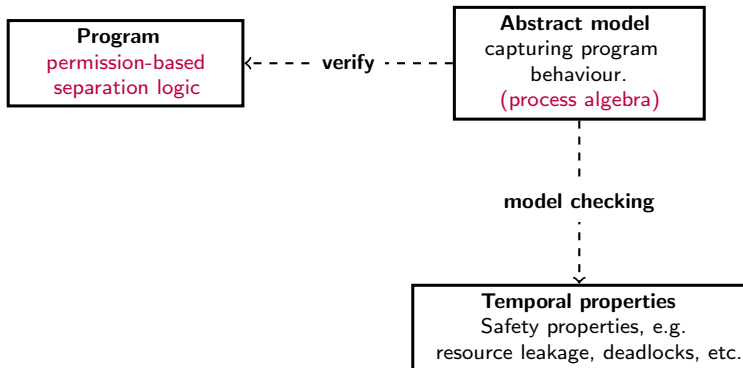 Program
permission-based
separation logic
verify
Abstract model
capturing program
behaviour.
(process algebra)
model checking
Temporal properties
Safety properties, e.g.
resource leakage, deadlocks, etc.